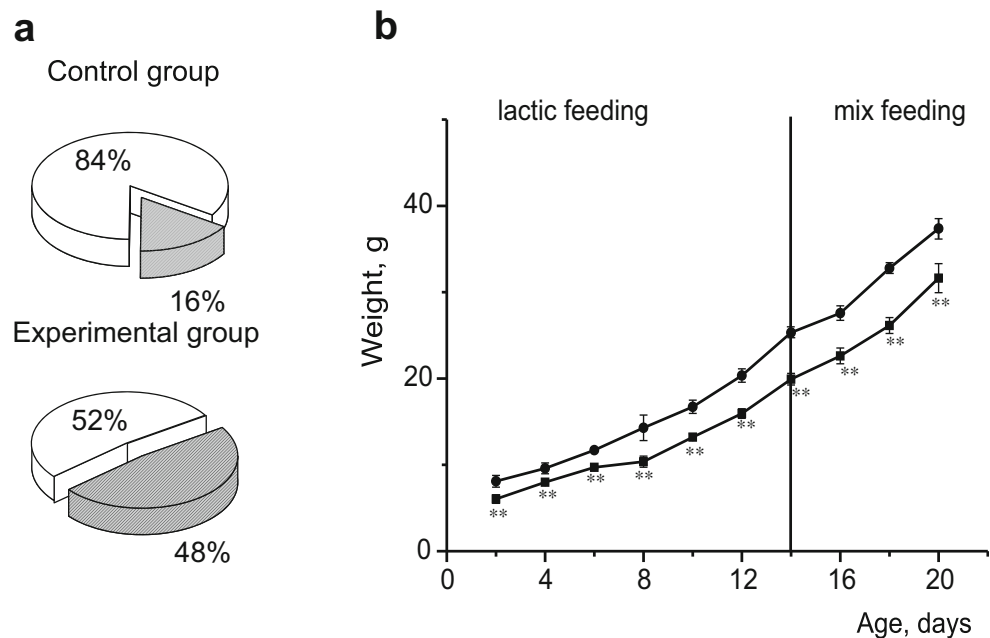 a
Control group
84%
16%
Experimental group
52%
48%
b
lactic feeding
mix feeding
Weight, g
40
20
0
**
**
**
**
**
**
**
**
**
**
0
4
8
12
16
20
Age, days